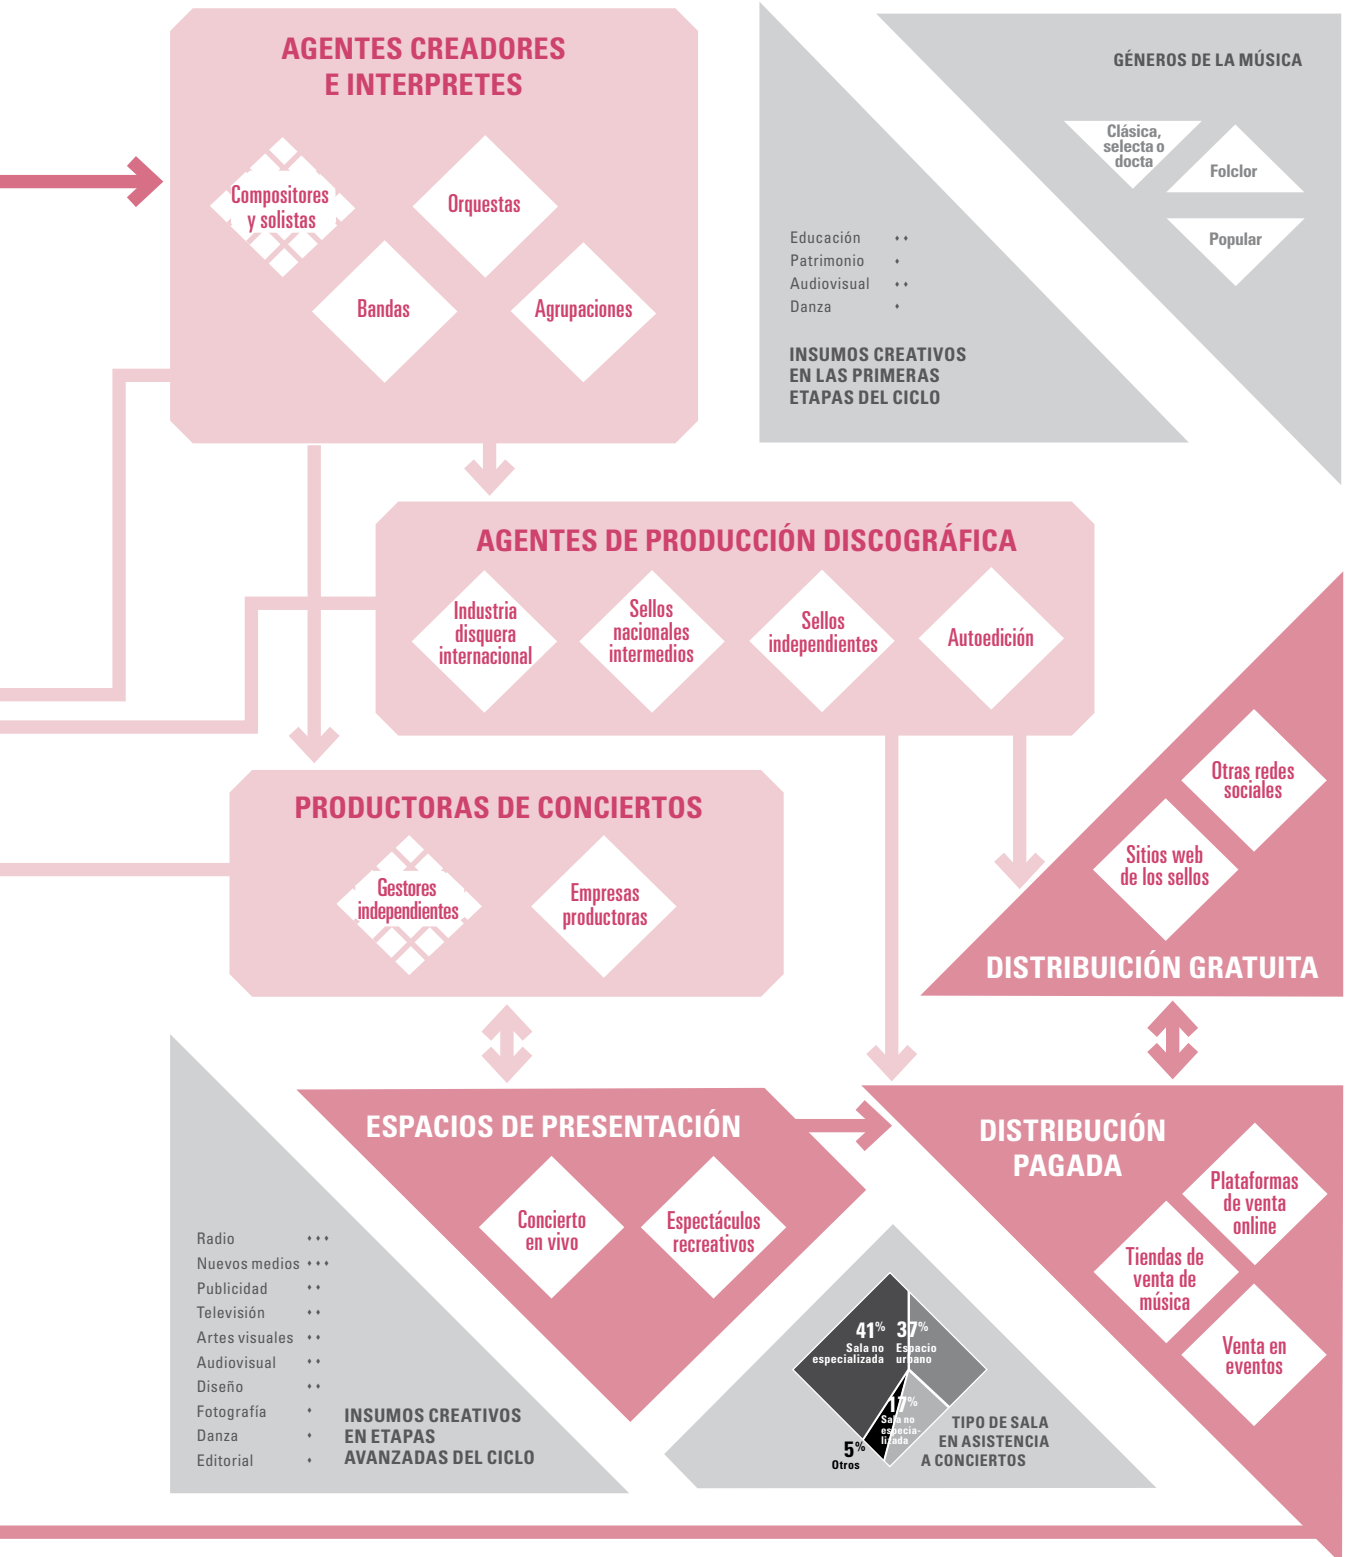 AGENTES CREADORES
E INTERPRETES
Compositores
y solistas
Orquestas
Bandas
Agrupaciones
GÉNEROS DE LA MÚSICA
Clásica,
selecta o
docta
Folclor
Popular
Educación
Patrimonio
Audiovisual
Danza
INSUMOS CREATIVOS
EN LAS PRIMERAS
ETAPAS DEL CICLO
AGENTES DE PRODUCCIÓN DISCOGRÁFICA
Industria
disquera
internacional
Sellos
nacionales
intermedios
Sellos
independientes
Autoedición
Otras redes
sociales
Sitios web
de los sellos
DISTRIBUICIÓN GRATUITA
PRODUCTORAS DE CONCIERTOS
Gestores
independientes
Empresas
productoras
ESPACIOS DE PRESENTACIÓN
Concierto
en vivo
Espectáculos
recreativos
DISTRIBUCIÓN
PAGADA
Plataformas
de venta
online
Tiendas de
venta de
música
Venta en
eventos
Radio
Nuevos medios
Publicidad
Televisión
Artes visuales
Audiovisual
Diseño
Fotografía
Danza
Editorial
INSUMOS CREATIVOS
EN ETAPAS
AVANZADAS DEL CICLO
41%
Sala no
especializada
37%
Espacio
urbano
17%
Sala no
especia-
lizada
5%
Otros
TIPO DE SALA
EN ASISTENCIA
A CONCIERTOS